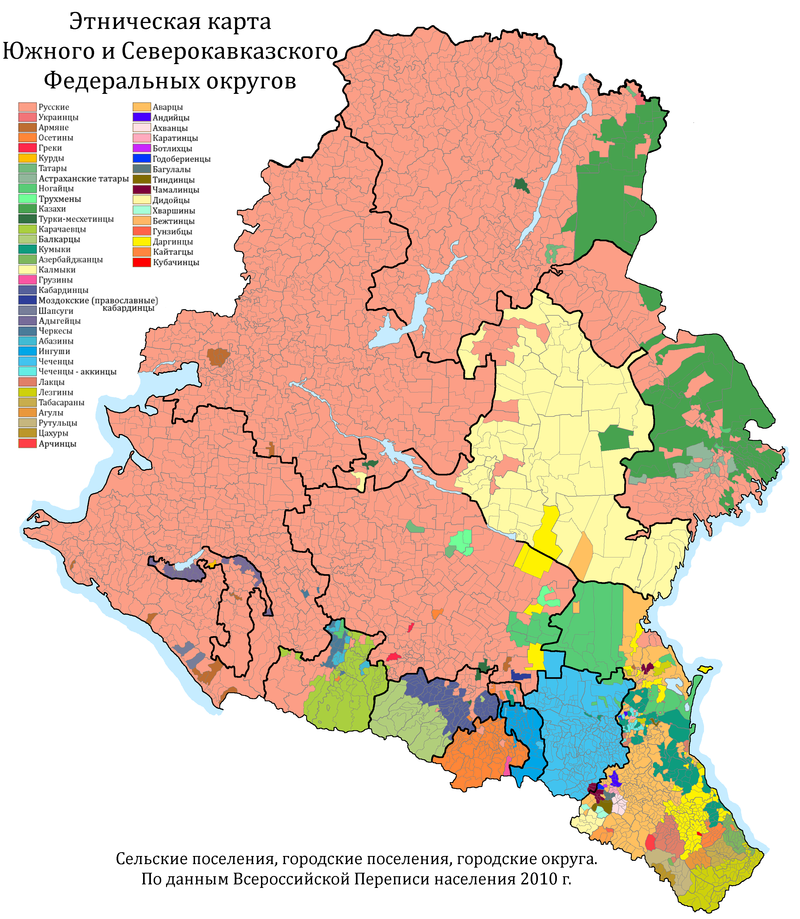 Этническая карта
Южного и Северокавказского
Федеральных округов
Русские
Украинцы
Армяне
Осетины
Греки
Курды
Татары
Астраханские татары
Ногайцы
Трухмены
Казахи
Турки-месхетинцы
Карачаевцы
Балкарцы
Кумыки
Азербайджанцы
Калмыки
Грузины
Кабардинцы
Моздокские (православные)
кабардинцы
Шапсуги
Адыгейцы
Черкесы
Абазины
Ингуши
Чеченцы
Чеченцы - аккинцы
Лакцы
Лезгины
Табасараны
Агулы
Рутульцы
Цахуры
Арчинцы
Аварцы
Андийцы
Ахванцы
Каратинцы
Ботлихцы
Годоберинцы
Багулалы
Тиндинцы
Чамалинцы
Дидойцы
Хваршины
Бежтинцы
Гунзибцы
Даргинцы
Кайтагцы
Кубачинцы
Сельские поселения, городские поселения, городские округа.
По данным Всероссийской Переписи населения 2010 г.